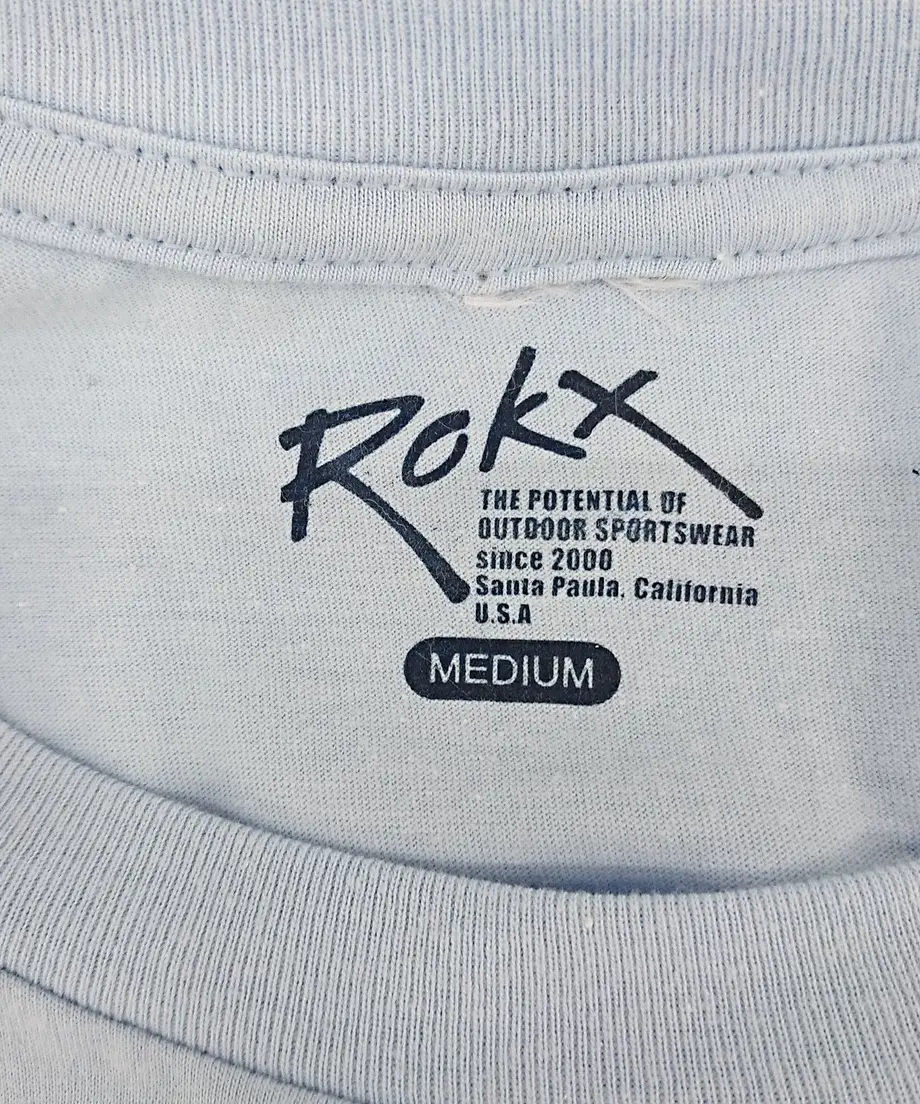 Rokx
THE POTENTIAL OF
OUTDOOR SPORTSWEAR
since 2000
Santa Paula, California
U.S.A
MEDIUM